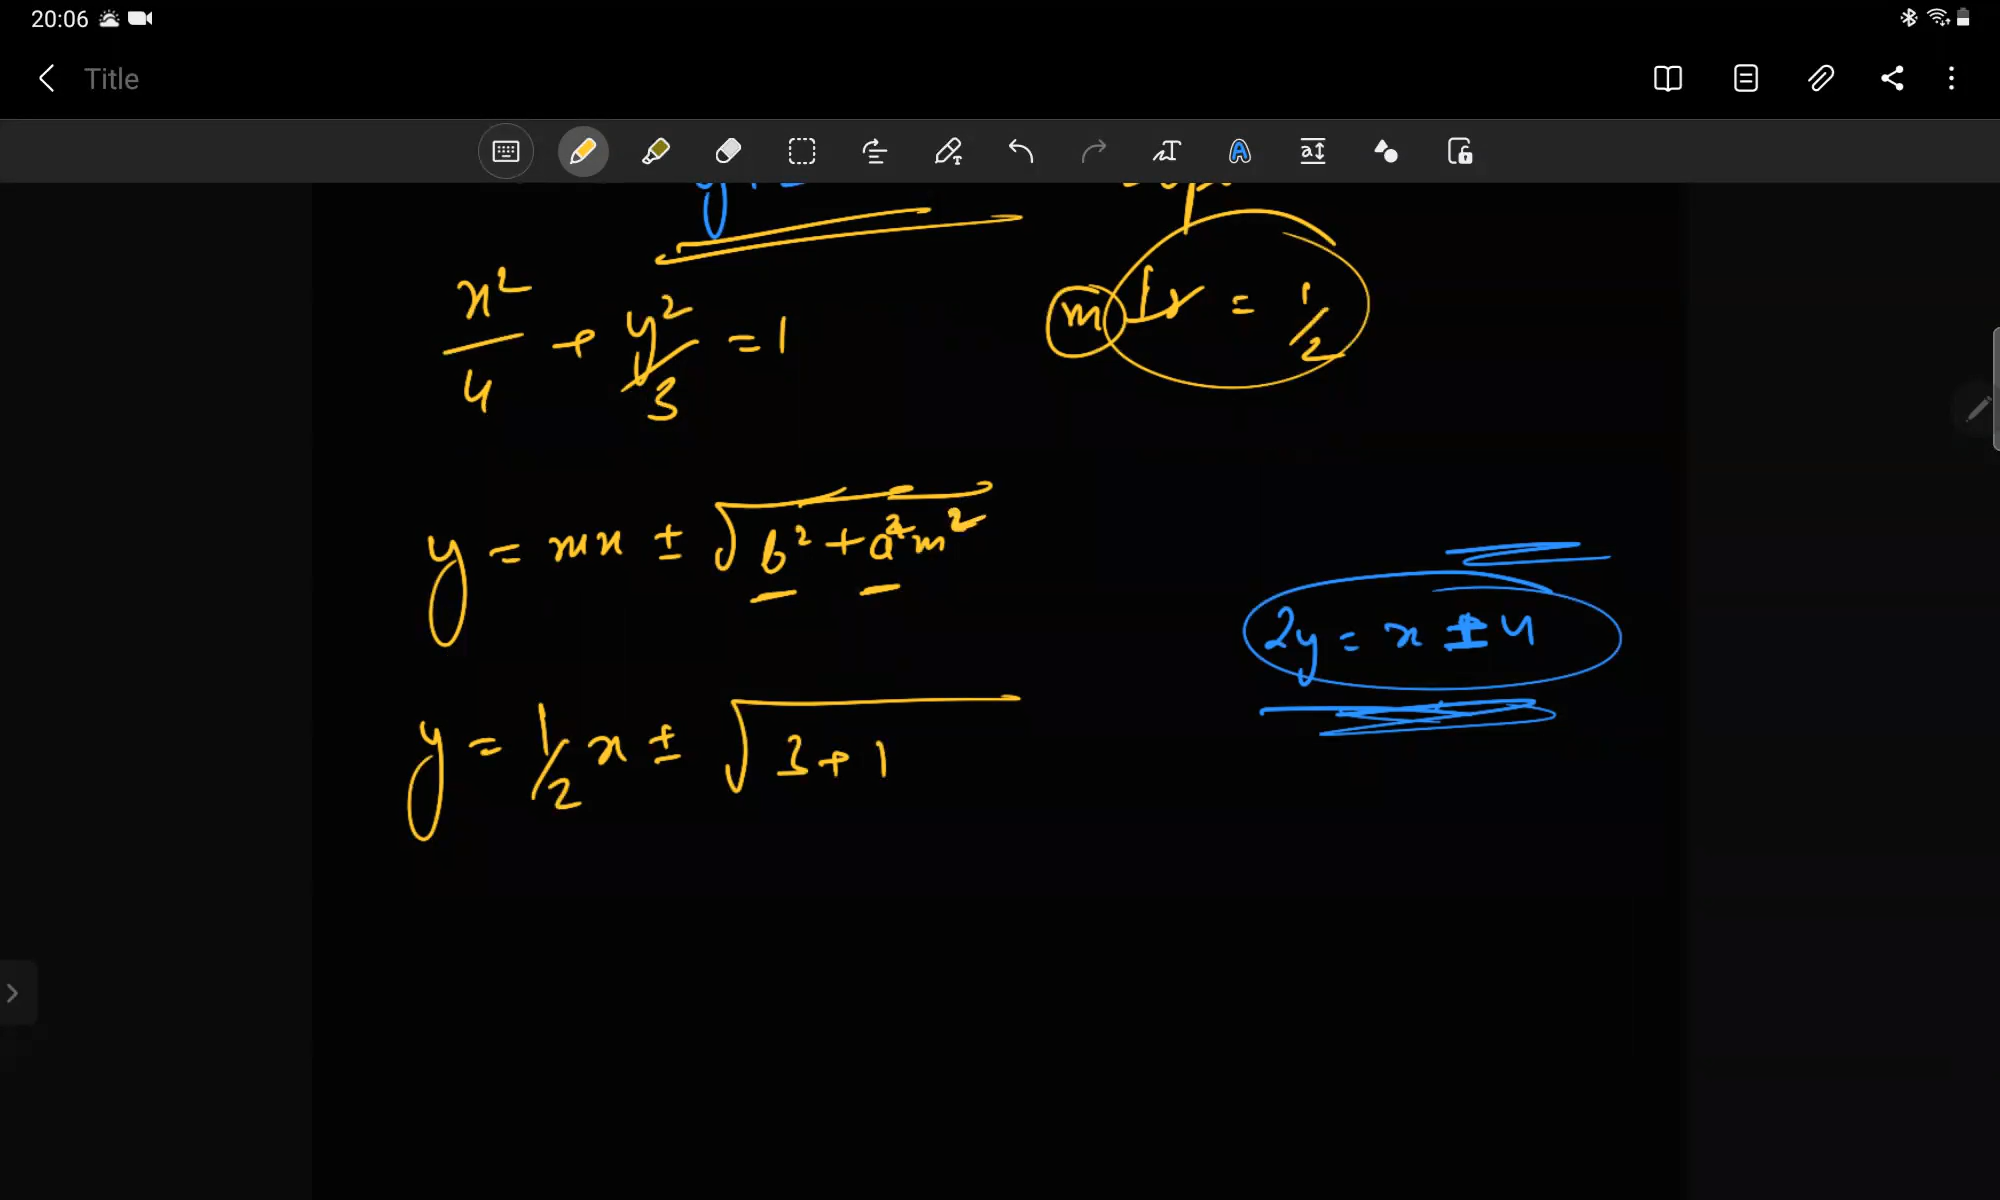 20:06
Title
x²/4 + y²/3 = 1
m = 1/2
y = mx ± √(b² + a²m²)
2y = x ± 4
y = 1/2 x ± √(3 + 1)